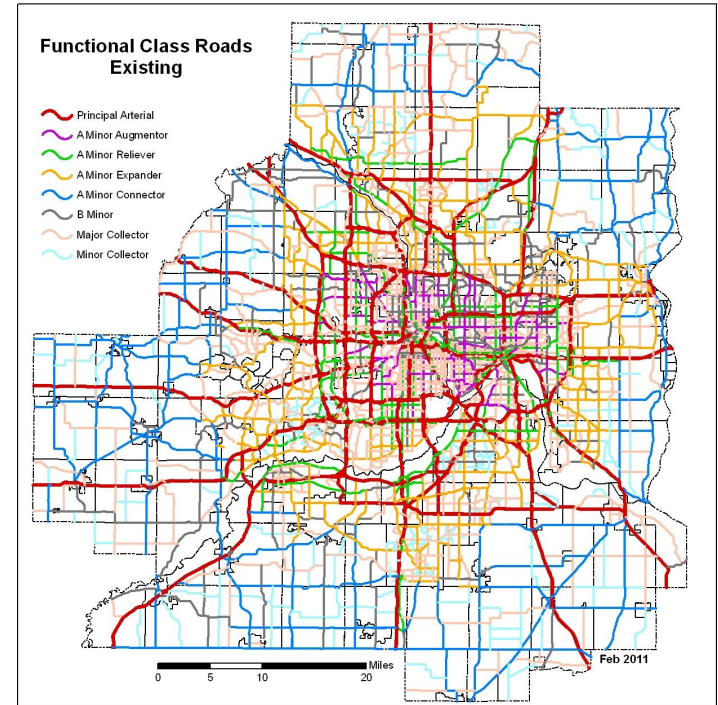 Functional Class Roads
Existing
Principal Arterial
A Minor Augmentor
A Minor Reliever
A Minor Expander
A Minor Connector
B Minor
Major Collector
Minor Collector
Feb 2011
Miles
0 5 10 20